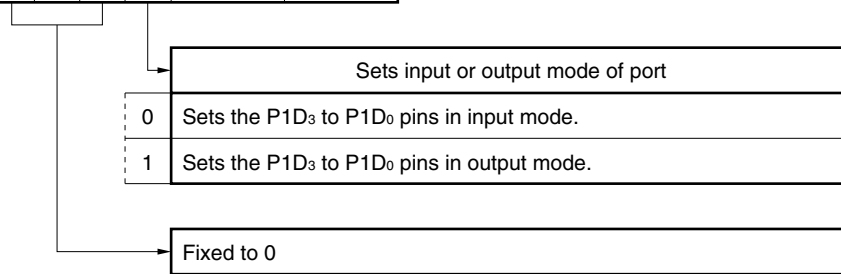 Sets input or output mode of port
0 Sets the P1D₃ to P1D₀ pins in input mode.
1 Sets the P1D₃ to P1D₀ pins in output mode.
Fixed to 0